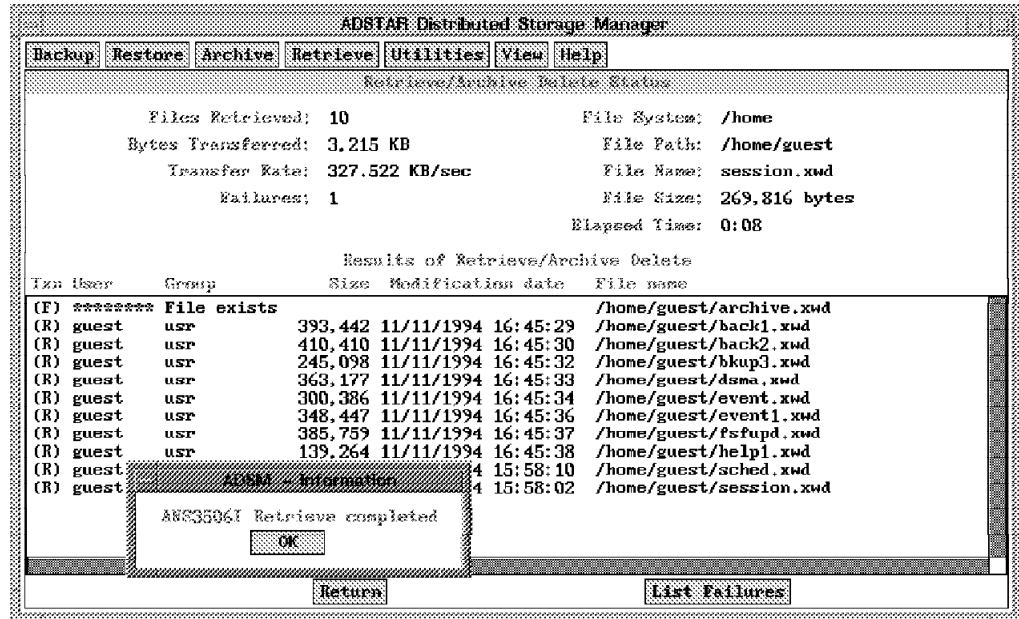 ADSTAR Distributed Storage Manager
Backup Restore Archive Retrieve Utilities View Help
Retrieve/Archive Delete Status
Files Retrieved: 10 File System: /home
Bytes Transferred: 3,215 KB File Path: /home/guest
Transfer Rate: 327.522 KB/sec File Name: session.xwd
Failures: 1 File Size: 269,816 bytes
Elapsed Time: 0:08
Results of Retrieve/Archive Delete
Txn User Group Size Modification date File name
(F) ******** File exists /home/guest/archive.xwd
(R) guest usr 393,442 11/11/1994 16:45:29 /home/guest/back1.xwd
(R) guest usr 410,410 11/11/1994 16:45:30 /home/guest/back2.xwd
(R) guest usr 245,098 11/11/1994 16:45:32 /home/guest/bkup3.xwd
(R) guest usr 363,177 11/11/1994 16:45:33 /home/guest/dsma.xwd
(R) guest usr 300,386 11/11/1994 16:45:34 /home/guest/event.xwd
(R) guest usr 348,447 11/11/1994 16:45:36 /home/guest/event1.xwd
(R) guest usr 385,759 11/11/1994 16:45:37 /home/guest/fsfupd.xwd
(R) guest usr 139,264 11/11/1994 16:45:38 /home/guest/help1.xwd
(R) guest 4 15:58:10 /home/guest/sched.xwd
(R) guest 4 15:58:02 /home/guest/session.xwd
ADSM - Information
ANS3506I Retrieve completed
OK
Return List Failures